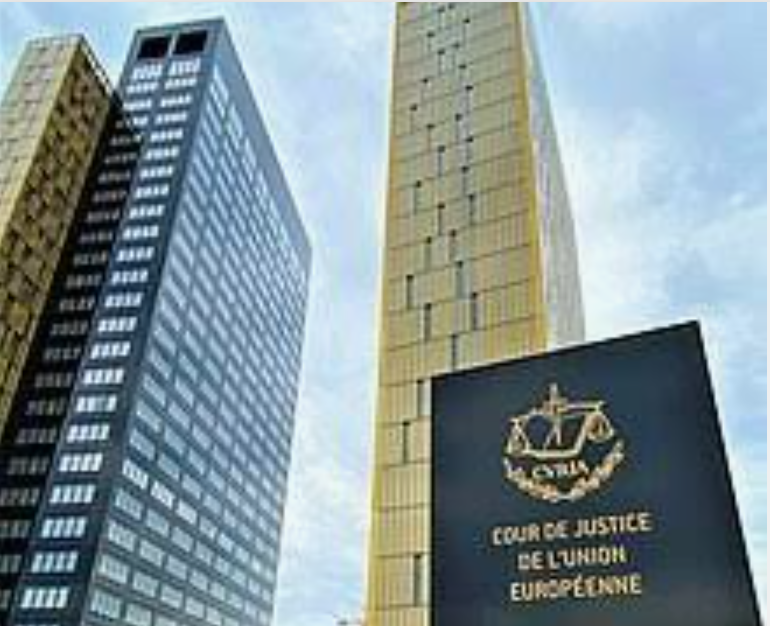 CVRIA
COUR DE JUSTICE
DE L'UNION
EUROPÉENNE